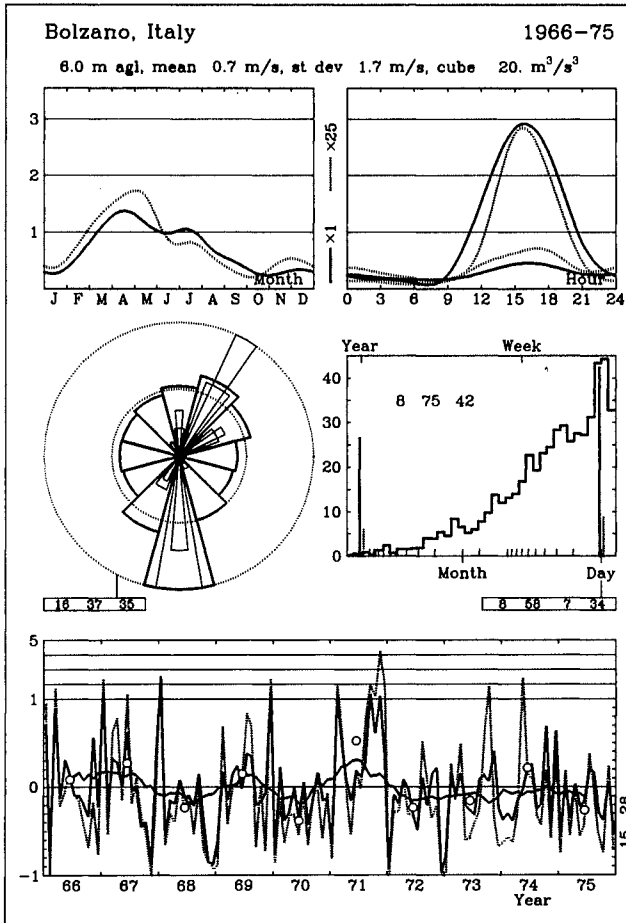 Bolzano, Italy 1966-75
6.0 m agl, mean 0.7 m/s, st dev 1.7 m/s, cube 20. m³/s³
3
2
1
J F M A M J J A S O N D
Month
×1 ×25
0 3 6 9 12 15 18 21 24
Hour
Year Week
40
30
20
10
0
8 75 42
Month Day
16 37 35
8 58 7 34
5
1
0
-1
66 67 68 69 70 71 72 73 74 75
Year
15 28